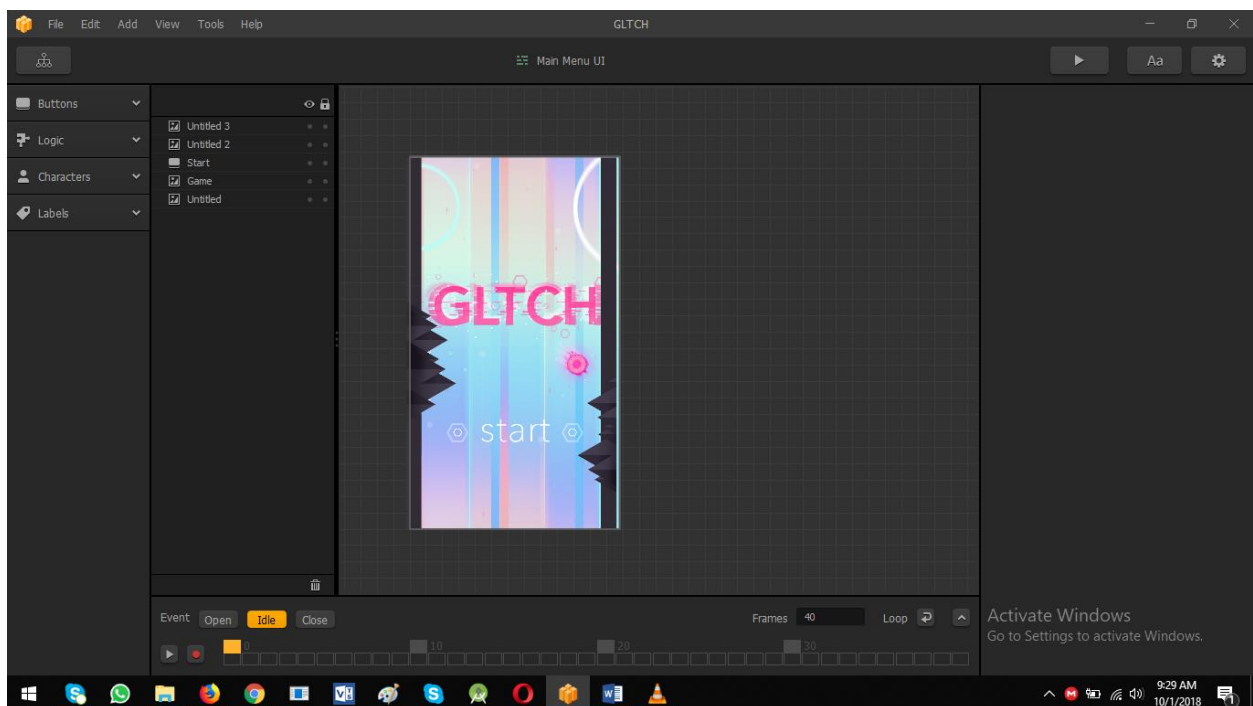 File Edit Add View Tools Help GLTCH
Main Menu UI Aa
Buttons
Logic
Characters
Labels
Untitled 3
Untitled 2
Start
Game
Untitled
GLTCH
start
Event Open Idle Close Frames 40 Loop
0 10 20 30
Activate Windows
Go to Settings to activate Windows.
9:29 AM
10/1/2018